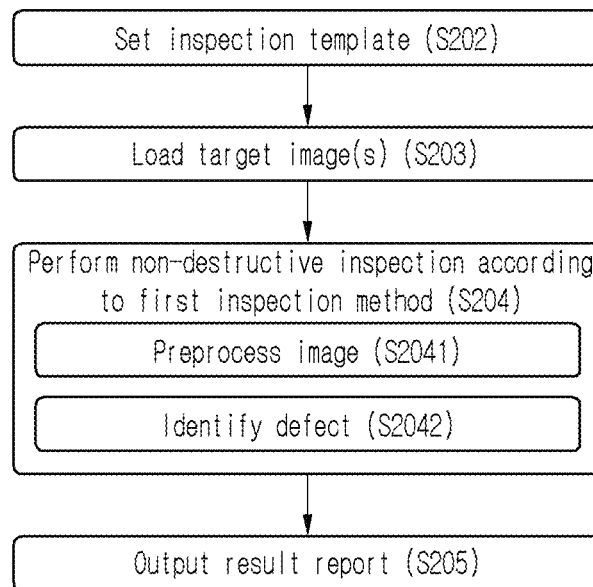 Set inspection template (S202)
Load target image(s) (S203)
Perform non-destructive inspection according
to first inspection method (S204)
Preprocess image (S2041)
Identify defect (S2042)
Output result report (S205)